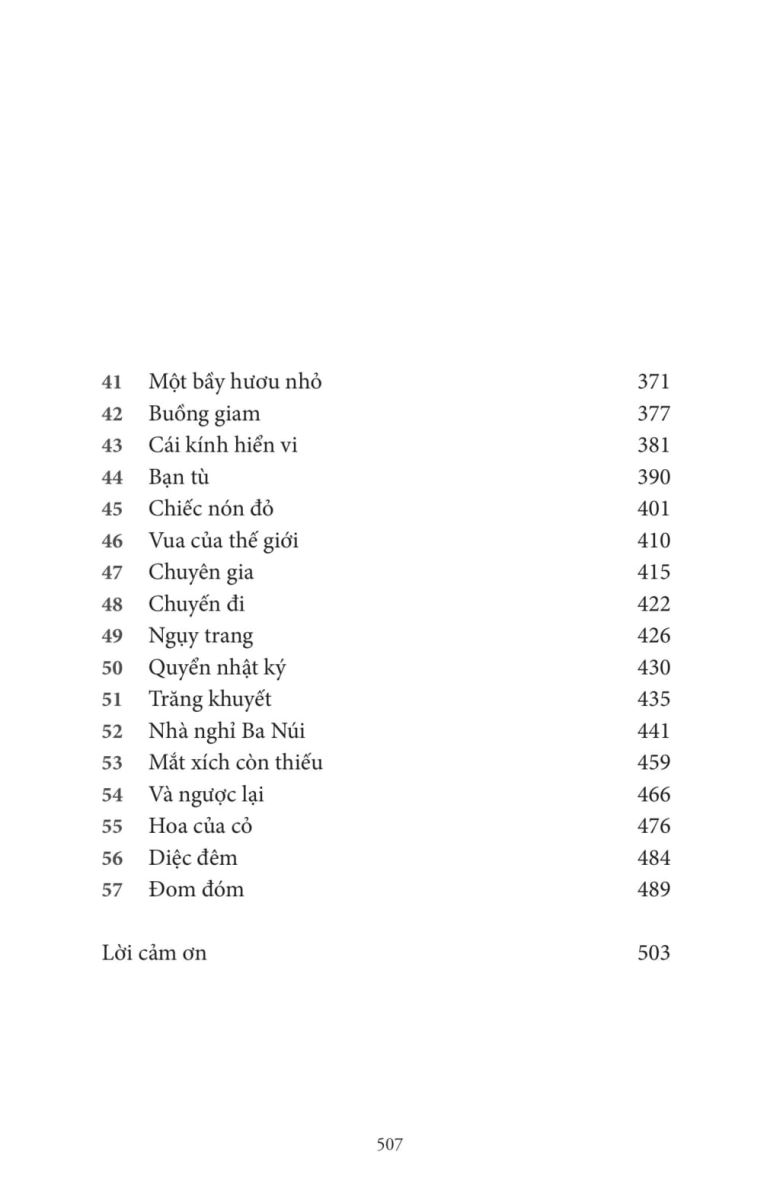 41 Một bầy hươu nhỏ 371
42 Buồng giam 377
43 Cái kính hiển vi 381
44 Bạn tù 390
45 Chiếc nón đỏ 401
46 Vua của thế giới 410
47 Chuyên gia 415
48 Chuyến đi 422
49 Ngụy trang 426
50 Quyển nhật ký 430
51 Trăng khuyết 435
52 Nhà nghỉ Ba Núi 441
53 Mắt xích còn thiếu 459
54 Và ngược lại 466
55 Hoa của cỏ 476
56 Diệc đêm 484
57 Đom đóm 489
Lời cảm ơn 503
507